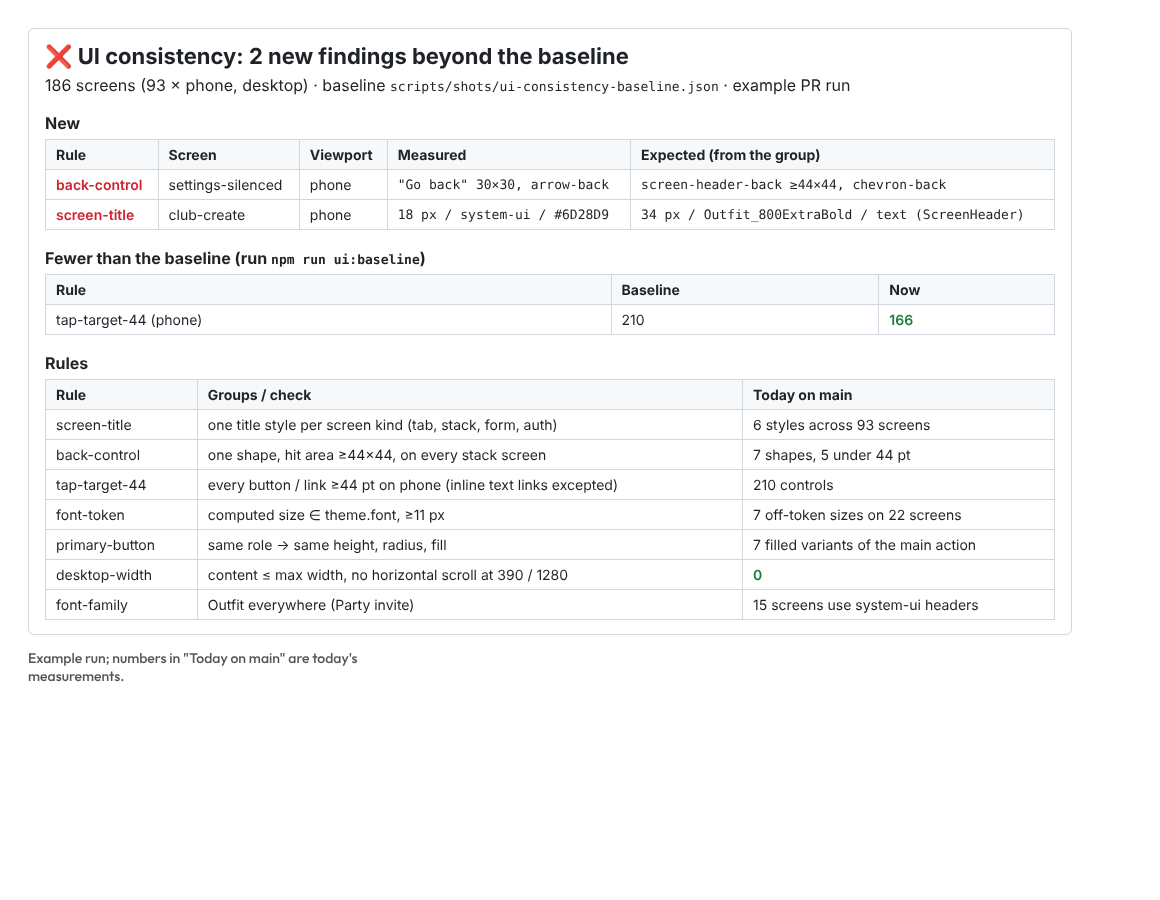 ❌ UI consistency: 2 new findings beyond the baseline
186 screens (93 × phone, desktop) · baseline scripts/shots/ui-consistency-baseline.json · example PR run
New
Rule Screen Viewport Measured Expected (from the group)
back-control settings-silenced phone "Go back" 30×30, arrow-back screen-header-back ≥44×44, chevron-back
screen-title club-create phone 18 px / system-ui / #6D28D9 34 px / Outfit_800ExtraBold / text (ScreenHeader)
Fewer than the baseline (run npm run ui:baseline)
Rule Baseline Now
tap-target-44 (phone) 210 166
Rules
Rule Groups / check Today on main
screen-title one title style per screen kind (tab, stack, form, auth) 6 styles across 93 screens
back-control one shape, hit area ≥44×44, on every stack screen 7 shapes, 5 under 44 pt
tap-target-44 every button / link ≥44 pt on phone (inline text links excepted) 210 controls
font-token computed size ∈ theme.font, ≥11 px 7 off-token sizes on 22 screens
primary-button same role → same height, radius, fill 7 filled variants of the main action
desktop-width content ≤ max width, no horizontal scroll at 390 / 1280 0
font-family Outfit everywhere (Party invite) 15 screens use system-ui headers
Example run; numbers in "Today on main" are today's
measurements.